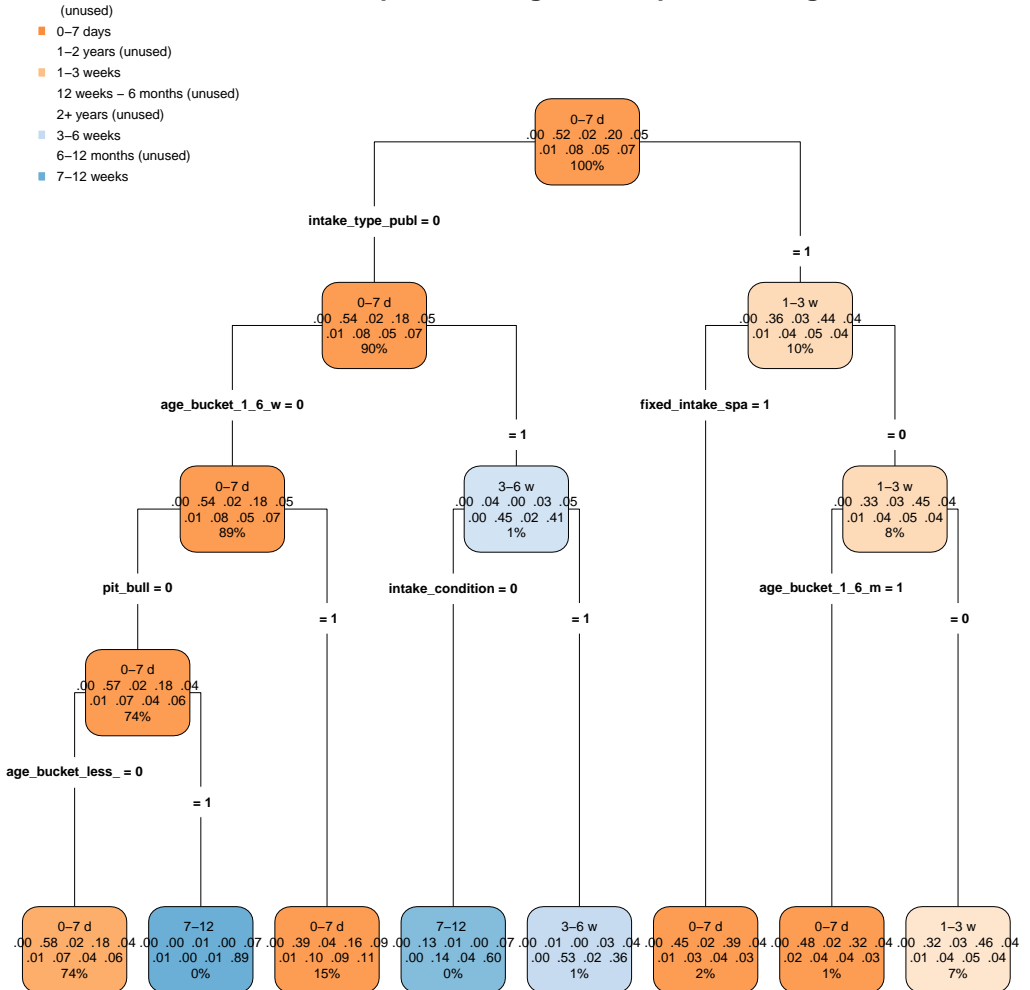 (unused)
0–7 days
1–2 years (unused)
1–3 weeks
12 weeks – 6 months (unused)
2+ years (unused)
3–6 weeks
6–12 months (unused)
7–12 weeks
0–7 d
.00 .52 .02 .20 .05
.01 .08 .05 .07
100%
intake_type_publ = 0
= 1
0–7 d
.00 .54 .02 .18 .05
.01 .08 .05 .07
90%
1–3 w
.00 .36 .03 .44 .04
.01 .04 .05 .04
10%
age_bucket_1_6_w = 0
= 1
fixed_intake_spa = 1
= 0
0–7 d
.00 .54 .02 .18 .05
.01 .08 .05 .07
89%
3–6 w
.00 .04 .00 .03 .05
.00 .45 .02 .41
1%
1–3 w
.00 .33 .03 .45 .04
.01 .04 .05 .04
8%
pit_bull = 0
= 1
intake_condition = 0
= 1
age_bucket_1_6_m = 1
= 0
0–7 d
.00 .57 .02 .18 .04
.01 .07 .04 .06
74%
age_bucket_less_ = 0
= 1
0–7 d
.00 .58 .02 .18 .04
.01 .07 .04 .06
74%
7–12
.00 .00 .01 .00 .07
.01 .00 .01 .89
0%
0–7 d
.00 .39 .04 .16 .09
.01 .10 .09 .11
15%
7–12
.00 .13 .01 .00 .07
.00 .14 .04 .60
0%
3–6 w
.00 .01 .00 .03 .04
.00 .53 .02 .36
1%
0–7 d
.00 .45 .02 .39 .04
.01 .03 .04 .03
2%
0–7 d
.00 .48 .02 .32 .04
.02 .04 .04 .03
1%
1–3 w
.00 .32 .03 .46 .04
.01 .04 .05 .04
7%